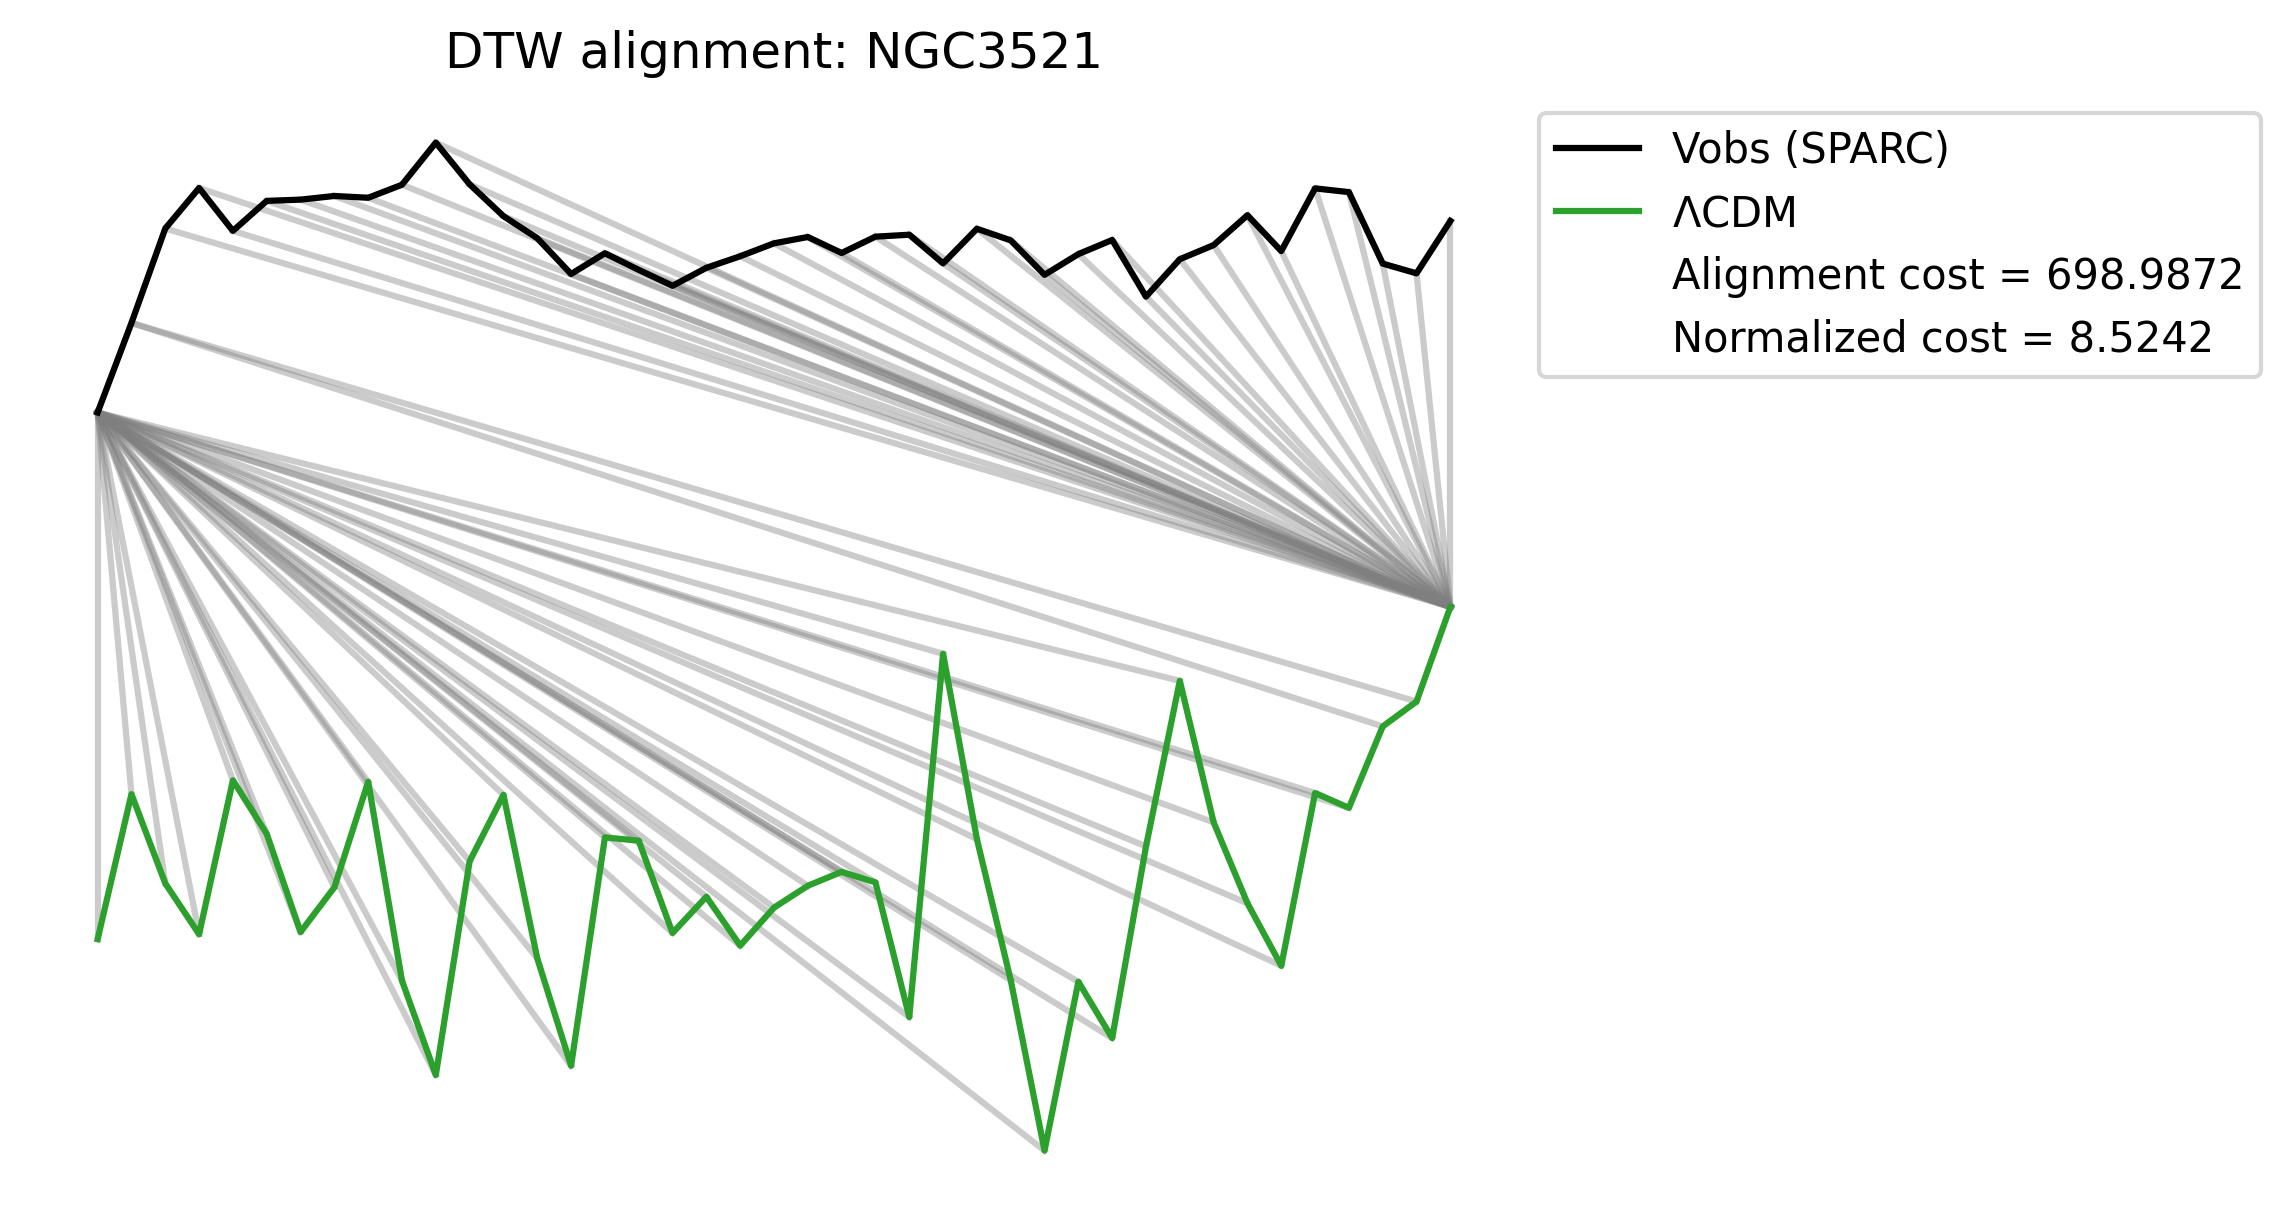 DTW alignment: NGC3521
Vobs (SPARC)
ΛCDM
Alignment cost = 698.9872
Normalized cost = 8.5242